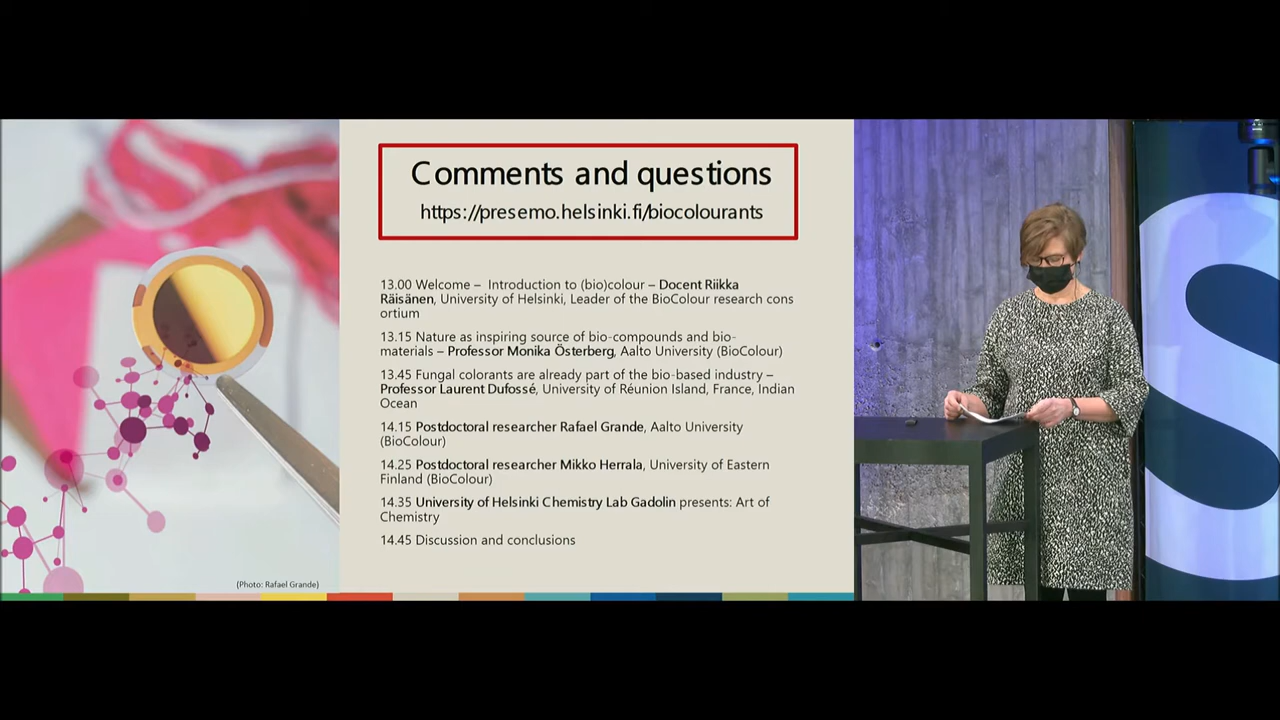 Comments and questions
https://presemo.helsinki.fi/biocolourants
13.00 Welcome – Introduction to (bio)colour – Docent Riikka
Räisänen, University of Helsinki, Leader of the BioColour research cons
ortium
13.15 Nature as inspiring source of bio-compounds and bio-
materials – Professor Monika Österberg, Aalto University (BioColour)
13.45 Fungal colorants are already part of the bio-based industry –
Professor Laurent Dufossé, University of Réunion Island, France, Indian
Ocean
14.15 Postdoctoral researcher Rafael Grande, Aalto University
(BioColour)
14.25 Postdoctoral researcher Mikko Herrala, University of Eastern
Finland (BioColour)
14.35 University of Helsinki Chemistry Lab Gadolin presents: Art of
Chemistry
14.45 Discussion and conclusions
(Photo: Rafael Grande)
S